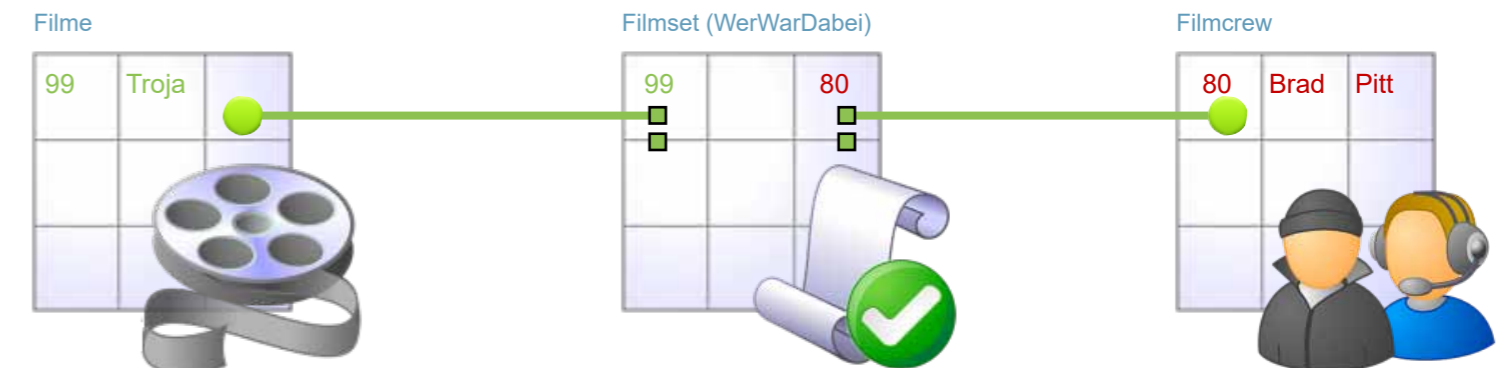 Filme
Filmset (WerWarDabei)
Filmcrew
99 Troja
99 80
80 Brad Pitt